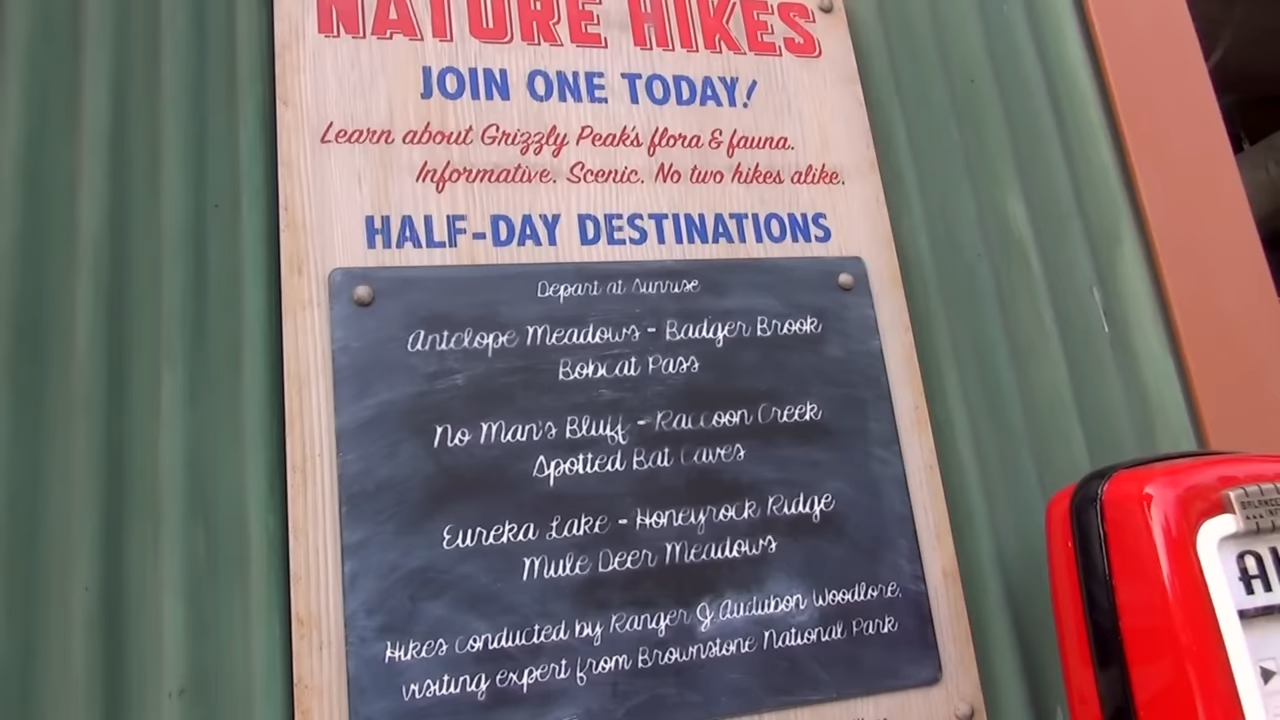 NATURE HIKES
JOIN ONE TODAY!
Learn about Grizzly Peak's flora & fauna.
Informative. Scenic. No two hikes alike.
HALF-DAY DESTINATIONS
Depart at Sunrise
Antelope Meadows - Badger Brook
Bobcat Pass
No Man's Bluff - Raccoon Creek
Spotted Bat Caves
Eureka Lake - Honeyrock Ridge
Mule Deer Meadows
Hikes conducted by Ranger J. Audubon Woodlore,
visiting expert from Brownstone National Park